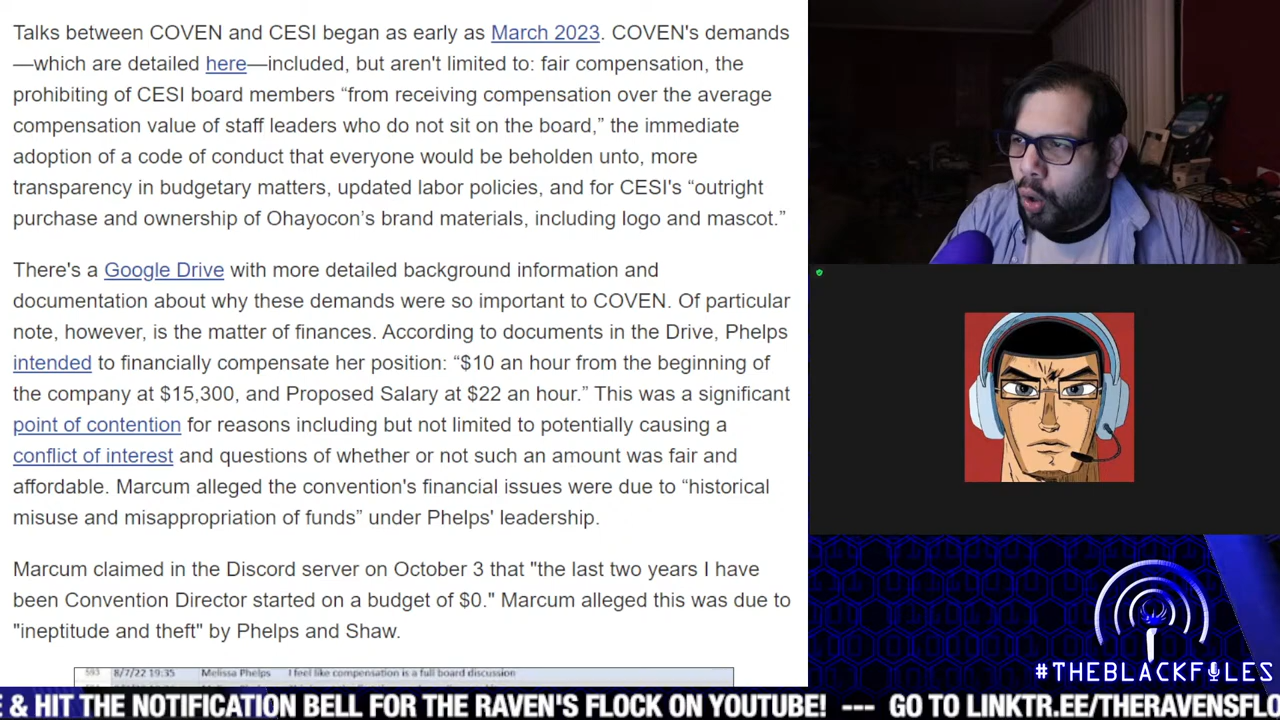 Talks between COVEN and CESI began as early as March 2023. COVEN's demands
—which are detailed here—included, but aren't limited to: fair compensation, the
prohibiting of CESI board members “from receiving compensation over the average
compensation value of staff leaders who do not sit on the board,” the immediate
adoption of a code of conduct that everyone would be beholden unto, more
transparency in budgetary matters, updated labor policies, and for CESI's “outright
purchase and ownership of Ohayocon’s brand materials, including logo and mascot.”
There's a Google Drive with more detailed background information and
documentation about why these demands were so important to COVEN. Of particular
note, however, is the matter of finances. According to documents in the Drive, Phelps
intended to financially compensate her position: “$10 an hour from the beginning of
the company at $15,300, and Proposed Salary at $22 an hour.” This was a significant
point of contention for reasons including but not limited to potentially causing a
conflict of interest and questions of whether or not such an amount was fair and
affordable. Marcum alleged the convention's financial issues were due to “historical
misuse and misappropriation of funds” under Phelps' leadership.
Marcum claimed in the Discord server on October 3 that "the last two years I have
been Convention Director started on a budget of $0." Marcum alleged this was due to
"ineptitude and theft" by Phelps and Shaw.
593 8/7/22 19:35 Melissa Phelps I feel like compensation is a full board discussion
#THEBLACKFILES
E & HIT THE NOTIFICATION BELL FOR THE RAVEN'S FLOCK ON YOUTUBE! --- GO TO LINKTR.EE/THERAVENSFLO